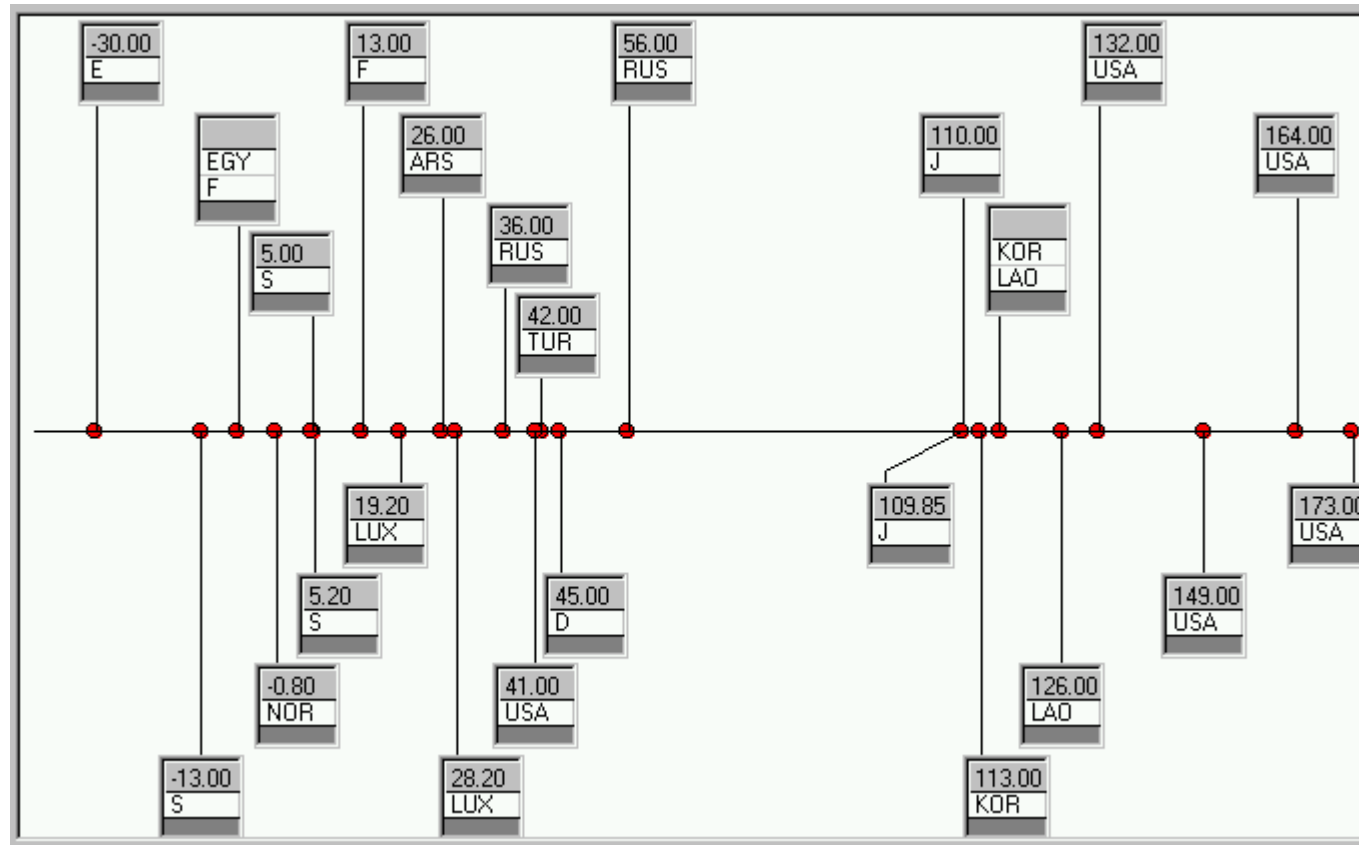 -30.00
E
13.00
F
56.00
RUS
132.00
USA
EGY
F
26.00
ARS
110.00
J
164.00
USA
5.00
S
36.00
RUS
KOR
LAO
42.00
TUR
19.20
LUX
109.85
J
173.00
USA
5.20
S
45.00
D
149.00
USA
-0.80
NOR
41.00
USA
126.00
LAO
-13.00
S
28.20
LUX
113.00
KOR